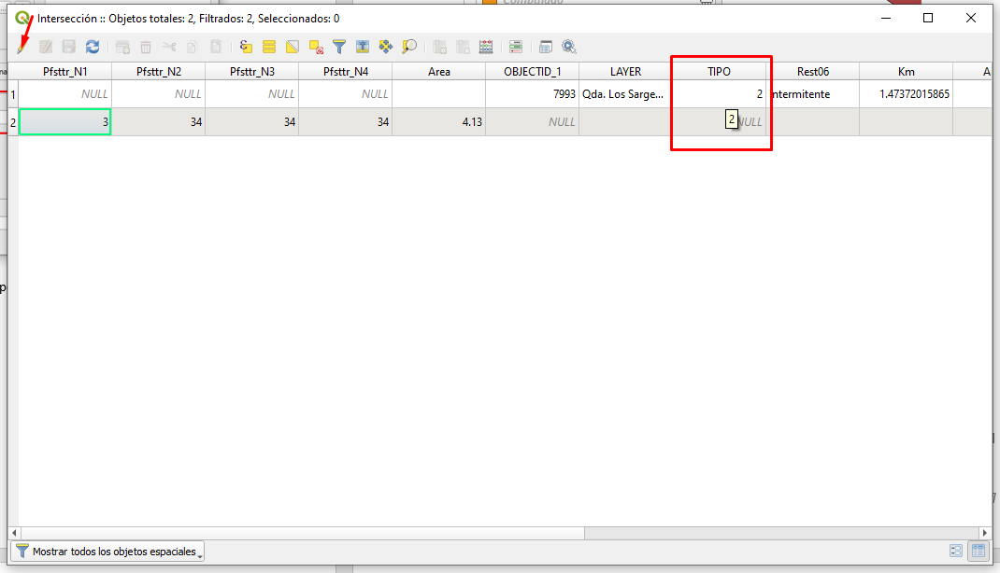 Combinado
Intersección :: Objetos totales: 2, Filtrados: 2, Seleccionados: 0
Pfsttr_N1 Pfsttr_N2 Pfsttr_N3 Pfsttr_N4 Area OBJECTID_1 LAYER TIPO Rest06 Km A
1 NULL NULL NULL NULL 7993 Qda. Los Sarge... 2 Intermitente 1.47372015865
2 3 34 34 34 4.13 NULL NULL
2
Mostrar todos los objetos espaciales